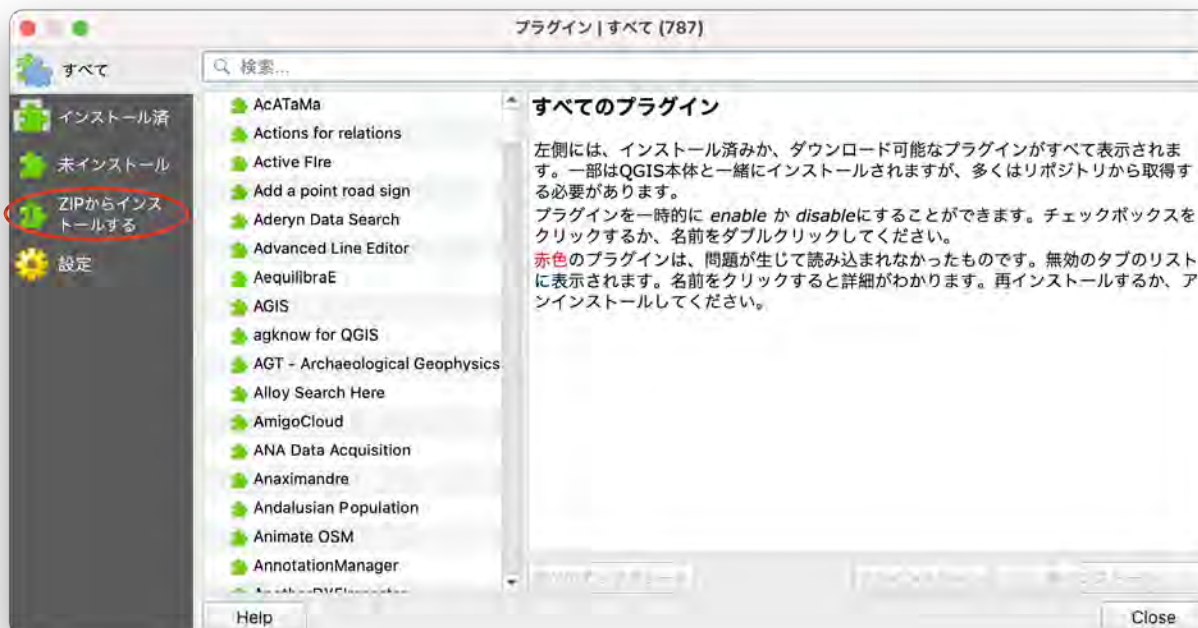 プラグイン | すべて (787)
すべて
インストール済
未インストール
ZIPからインス
トールする
設定
検索...
AcATaMa
Actions for relations
Active FIre
Add a point road sign
Aderyn Data Search
Advanced Line Editor
AequilibraE
AGIS
agknow for QGIS
AGT - Archaeological Geophysics
Alloy Search Here
AmigoCloud
ANA Data Acquisition
Anaximandre
Andalusian Population
Animate OSM
AnnotationManager
すべてのプラグイン
左側には、インストール済みか、ダウンロード可能なプラグインがすべて表示されま
す。一部はQGIS本体と一緒にインストールされますが、多くはリポジトリから取得す
る必要があります。
プラグインを一時的に enable か disableにすることができます。チェックボックスを
クリックするか、名前をダブルクリックしてください。
赤色のプラグインは、問題が生じて読み込まれなかったものです。無効のタブのリスト
に表示されます。名前をクリックすると詳細がわかります。再インストールするか、ア
ンインストールしてください。
Help
Close